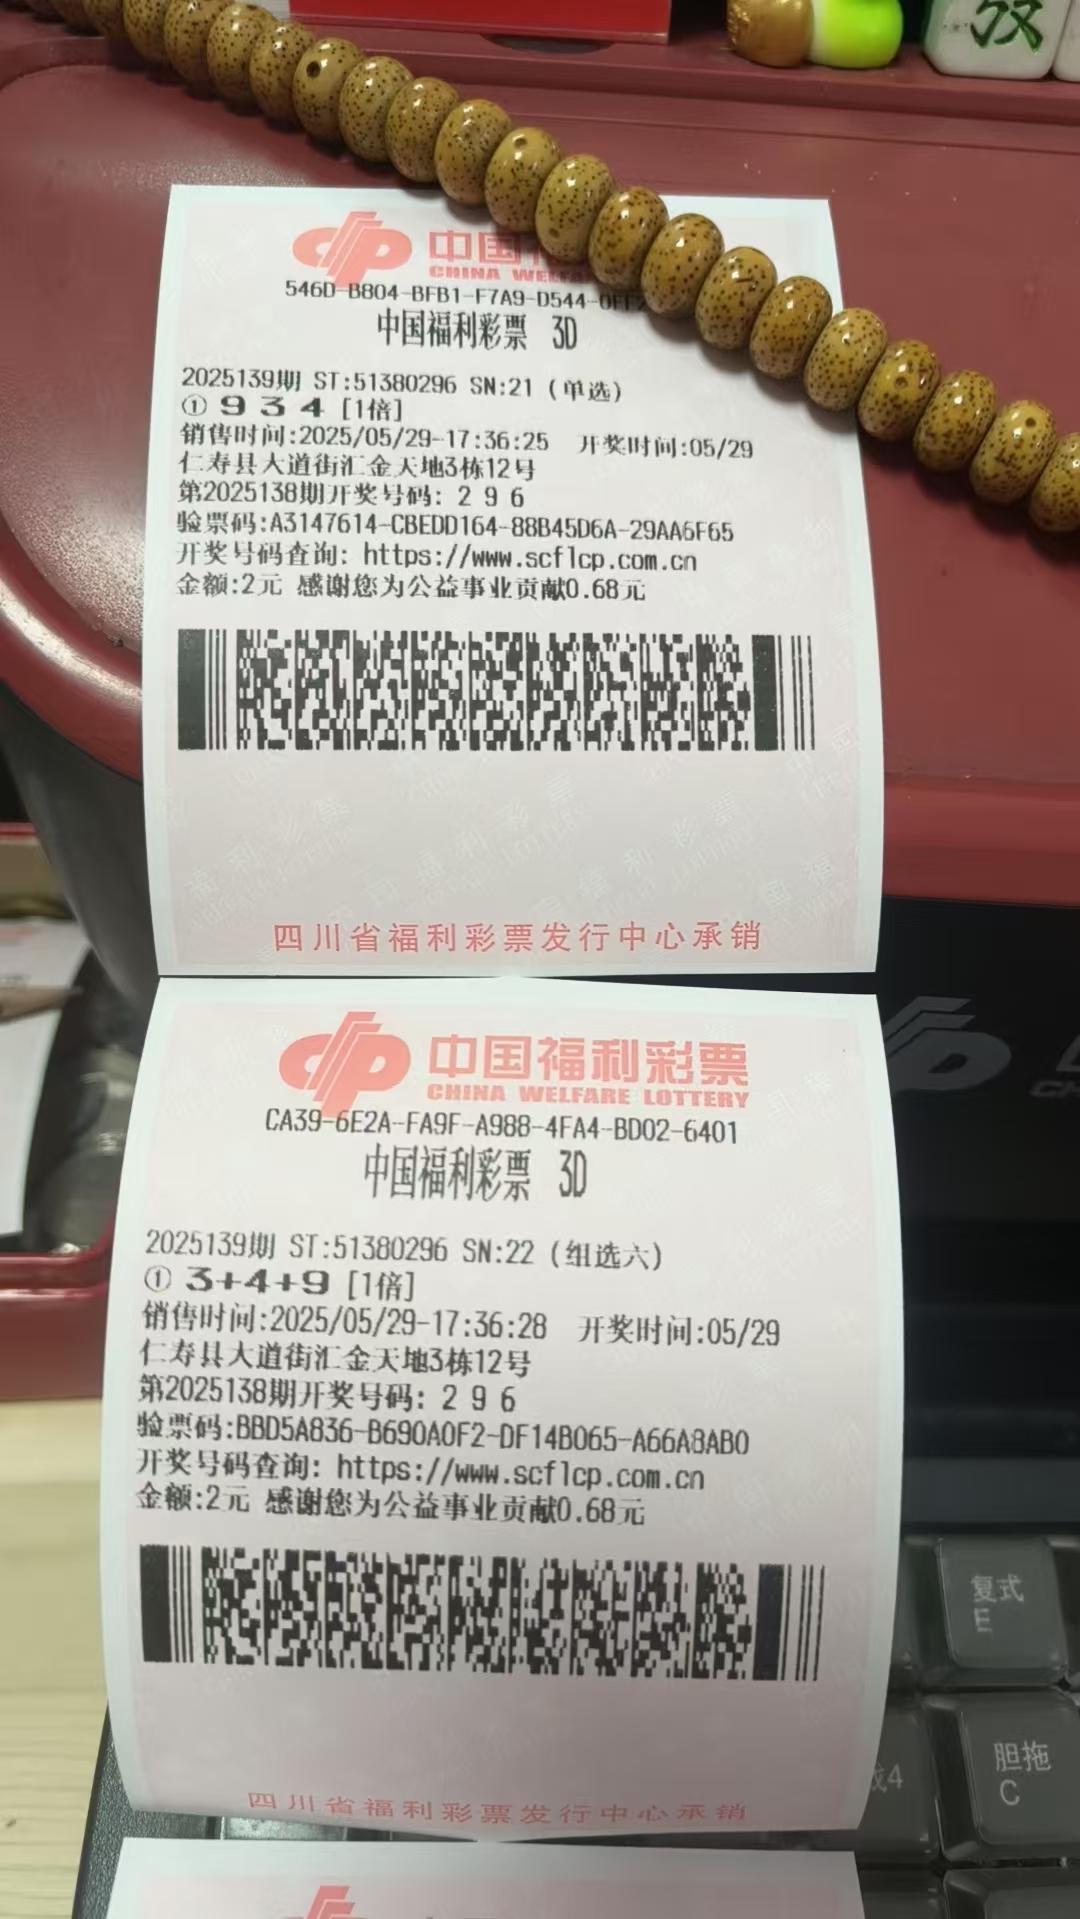 汉
中国
CHINA WELFA
546D-B804-BFB1-F7A9-D544-0FF2
中国福利彩票 3D
2025139期 ST:51380296 SN:21 (单选)
① 9 3 4 [1倍]
销售时间:2025/05/29-17:36:25 开奖时间:05/29
仁寿县大道街汇金天地3栋12号
第2025138期开奖号码: 2 9 6
验票码:A3147614-CBEDD164-88B45D6A-29AA6F65
开奖号码查询: https://www.scflcp.com.cn
金额:2元 感谢您为公益事业贡献0.68元
四川省福利彩票发行中心承销
中国福利彩票
CHINA WELFARE LOTTERY
CA39-6E2A-FA9F-A988-4FA4-BD02-6401
中国福利彩票 3D
2025139期 ST:51380296 SN:22 (组选六)
① 3+4+9 [1倍]
销售时间:2025/05/29-17:36:28 开奖时间:05/29
仁寿县大道街汇金天地3栋12号
第2025138期开奖号码: 2 9 6
验票码:BBD5A836-B690A0F2-DF14B065-A66A8AB0
开奖号码查询: https://www.scflcp.com.cn
金额:2元 感谢您为公益事业贡献0.68元
四川省福利彩票发行中心承销
复式
E
胆拖
C